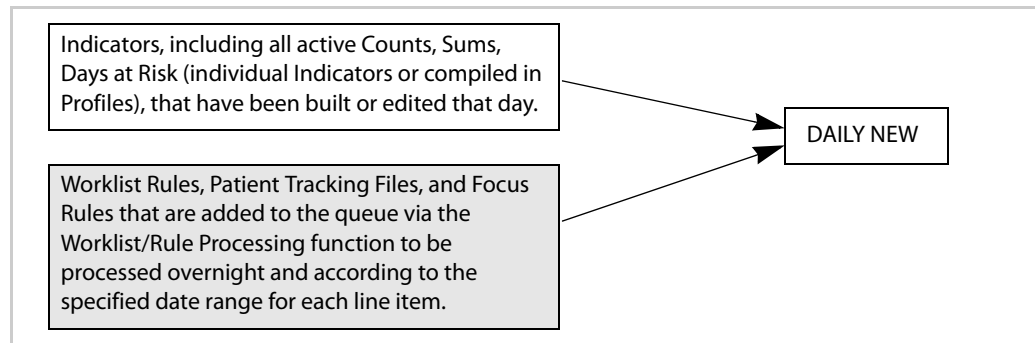 Indicators, including all active Counts, Sums,
Days at Risk (individual Indicators or compiled in
Profiles), that have been built or edited that day.
DAILY NEW
Worklist Rules, Patient Tracking Files, and Focus
Rules that are added to the queue via the
Worklist/Rule Processing function to be
processed overnight and according to the
specified date range for each line item.